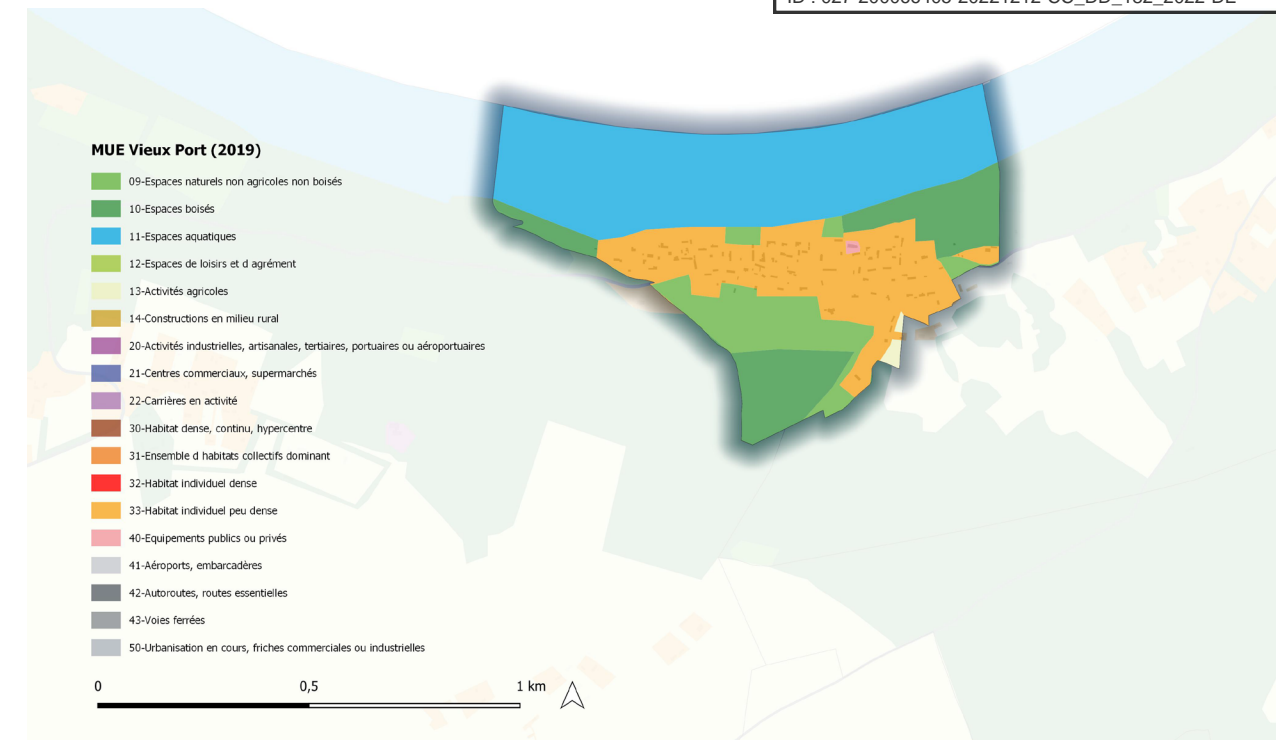 MUE Vieux Port (2019)
09-Espaces naturels non agricoles non boisés
10-Espaces boisés
11-Espaces aquatiques
12-Espaces de loisirs et d agrément
13-Activités agricoles
14-Constructions en milieu rural
20-Activités industrielles, artisanales, tertiaires, portuaires ou aéroportuaires
21-Centres commerciaux, supermarchés
22-Carrières en activité
30-Habitat dense, continu, hypercentre
31-Ensemble d habitats collectifs dominant
32-Habitat individuel dense
33-Habitat individuel peu dense
40-Equipements publics ou privés
41-Aéroports, embarcadères
42-Autoroutes, routes essentielles
43-Voies ferrées
50-Urbanisation en cours, friches commerciales ou industrielles
0 0,5 1 km